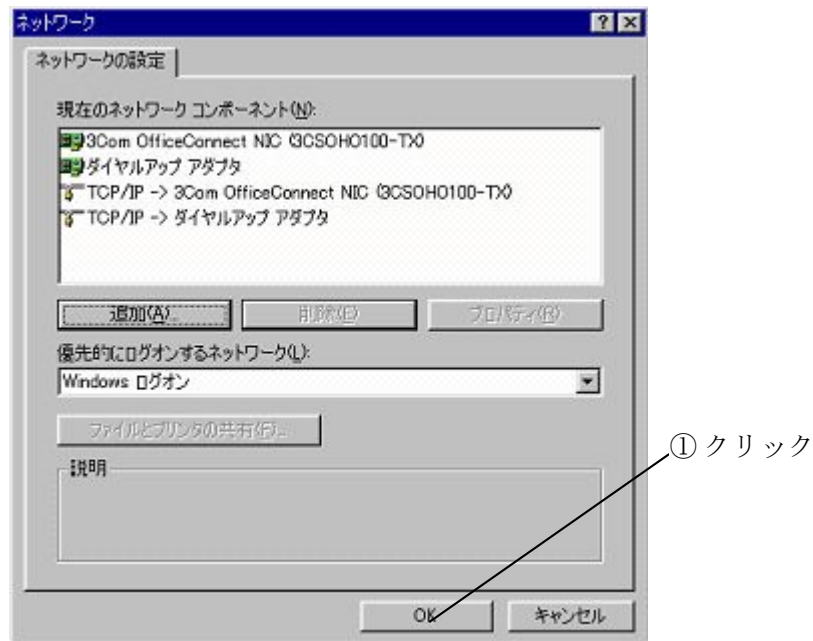 ネットワーク
ネットワークの設定
現在のネットワーク コンポーネント(N):
3Com OfficeConnect NIC (3CSOHO100-TX)
ダイヤルアップ アダプタ
TCP/IP -> 3Com OfficeConnect NIC (3CSOHO100-TX)
TCP/IP -> ダイヤルアップ アダプタ
追加(A)... 削除(E) プロパティ(R)
優先的にログオンするネットワーク(L):
Windows ログオン
ファイルとプリンタの共有(F)...
説明
①クリック
OK キャンセル